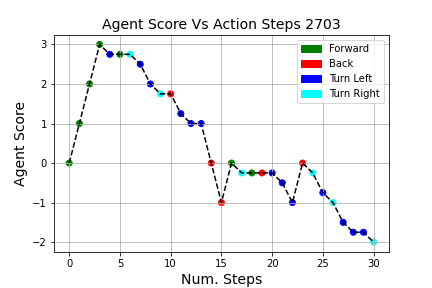 Agent Score Vs Action Steps 2703
Agent Score
3
2
1
0
−1
−2
Forward
Back
Turn Left
Turn Right
0 5 10 15 20 25 30
Num. Steps